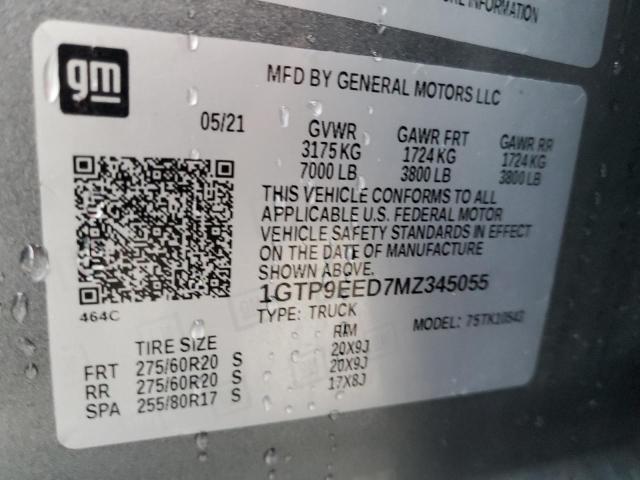 URE INFORMATION
gm
MFD BY GENERAL MOTORS LLC
05/21 GVWR GAWR FRT GAWR RR
3175 KG 1724 KG 1724 KG
7000 LB 3800 LB 3800 LB
THIS VEHICLE CONFORMS TO ALL
APPLICABLE U.S. FEDERAL MOTOR
VEHICLE SAFETY STANDARDS IN EFFECT
ON THE DATE OF MANUFACTURE
SHOWN ABOVE.
1GTP9EED7MZ345055
464C
TYPE: TRUCK MODEL: 75TK10543
TIRE SIZE RIM
FRT 275/60R20 S 20X9J
RR 275/60R20 S 20X9J
SPA 255/80R17 S 17X8J